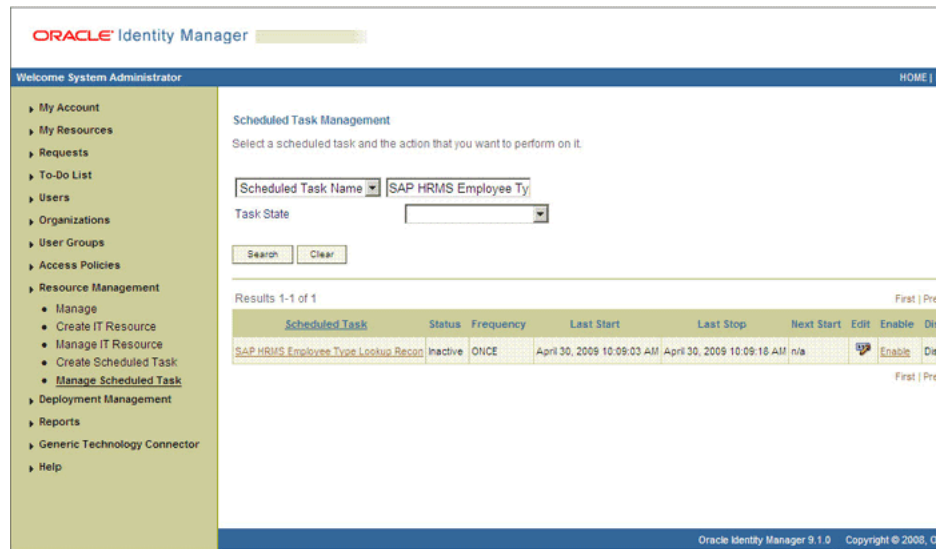 ORACLE Identity Manager
Welcome System Administrator
HOME |
My Account
My Resources
Requests
To-Do List
Users
Organizations
User Groups
Access Policies
Resource Management
Manage
Create IT Resource
Manage IT Resource
Create Scheduled Task
Manage Scheduled Task
Deployment Management
Reports
Generic Technology Connector
Help
Scheduled Task Management
Select a scheduled task and the action that you want to perform on it.
Scheduled Task Name SAP HRMS Employee Ty
Task State
Search Clear
Results 1-1 of 1
First | Pre
Scheduled Task Status Frequency Last Start Last Stop Next Start Edit Enable Dis
SAP HRMS Employee Type Lookup Recon Inactive ONCE April 30, 2009 10:09:03 AM April 30, 2009 10:09:18 AM n/a Enable Dis
First | Pre
Oracle Identity Manager 9.1.0 Copyright © 2008, O